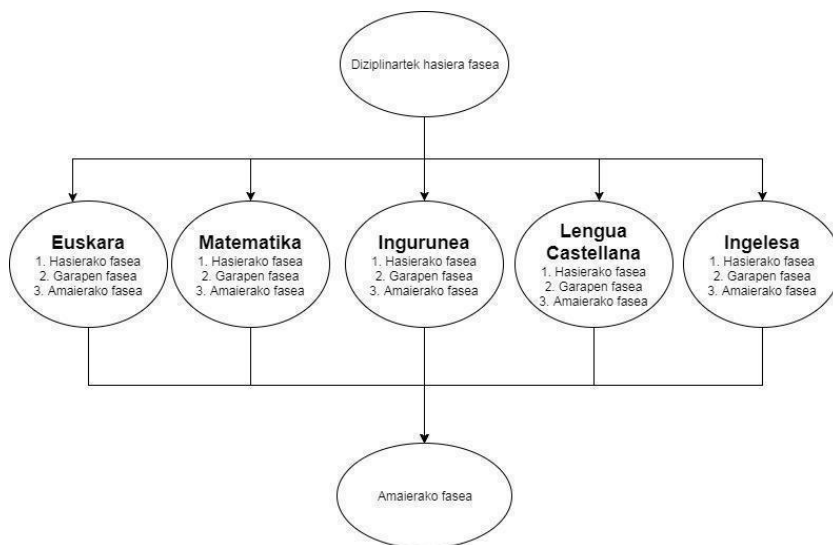 Diziplinartek hasiera fasea
Euskara
1. Hasierako fasea
2. Garapen fasea
3. Amaierako fasea
Matematika
1. Hasierako fasea
2. Garapen fasea
3. Amaierako fasea
Ingurunea
1. Hasierako fasea
2. Garapen fasea
3. Amaierako fasea
Lengua
Castellana
1. Hasierako fasea
2. Garapen fasea
3. Amaierako fasea
Ingelesa
1. Hasierako fasea
2. Garapen fasea
3. Amaierako fasea
Amaierako fasea